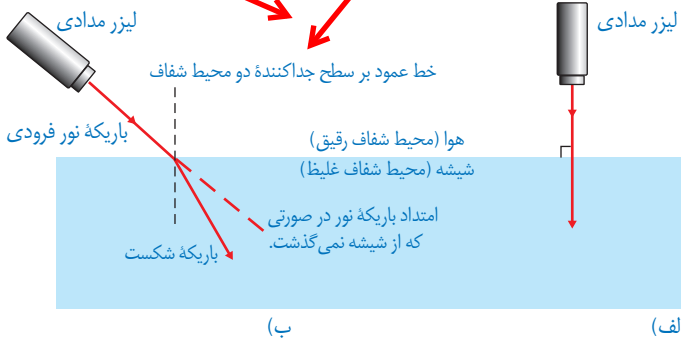 لیزر مدادی
لیزر مدادی
خط عمود بر سطح جداکنندهٔ دو محیط شفاف
باریکهٔ نور فرودی
هوا (محیط شفاف رقیق)
شیشه (محیط شفاف غلیظ)
امتداد باریکهٔ نور در صورتی
که از شیشه نمی‌گذشت.
باریکهٔ شکست
لف)
ب)